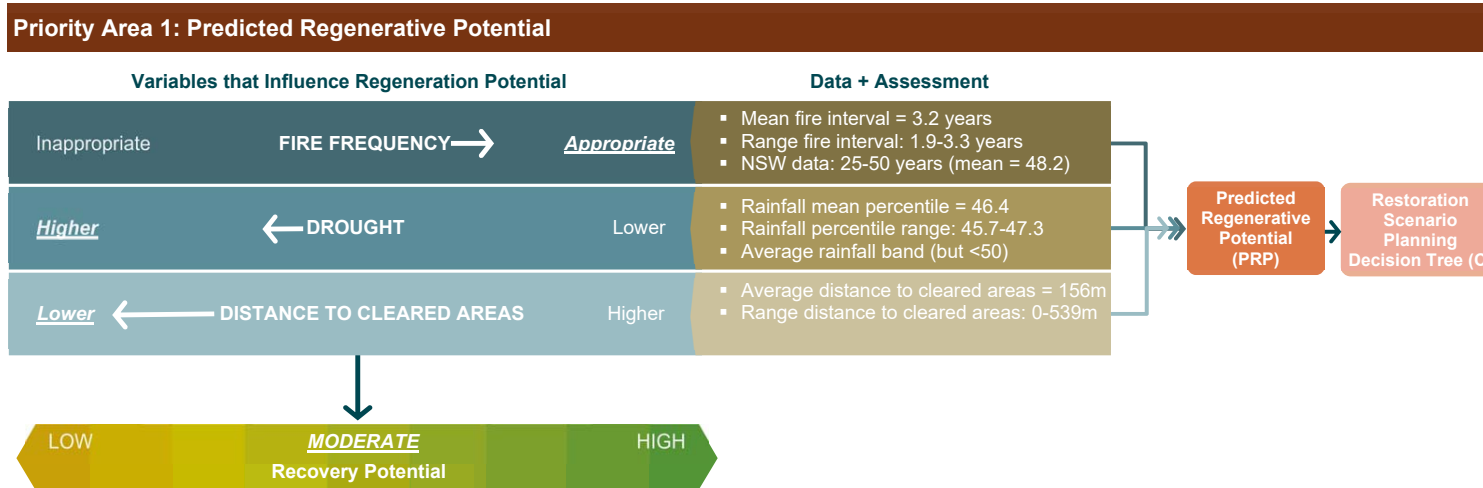 Priority Area 1: Predicted Regenerative Potential
Variables that Influence Regeneration Potential
Data + Assessment
Inappropriate FIRE FREQUENCY Appropriate
▪ Mean fire interval = 3.2 years
▪ Range fire interval: 1.9-3.3 years
▪ NSW data: 25-50 years (mean = 48.2)
Higher DROUGHT Lower
▪ Rainfall mean percentile = 46.4
▪ Rainfall percentile range: 45.7-47.3
▪ Average rainfall band (but <50)
Lower DISTANCE TO CLEARED AREAS Higher
▪ Average distance to cleared areas = 156m
▪ Range distance to cleared areas: 0-539m
Predicted
Regenerative
Potential
(PRP)
Restoration
Scenario
Planning
Decision Tree
LOW MODERATE HIGH
Recovery Potential